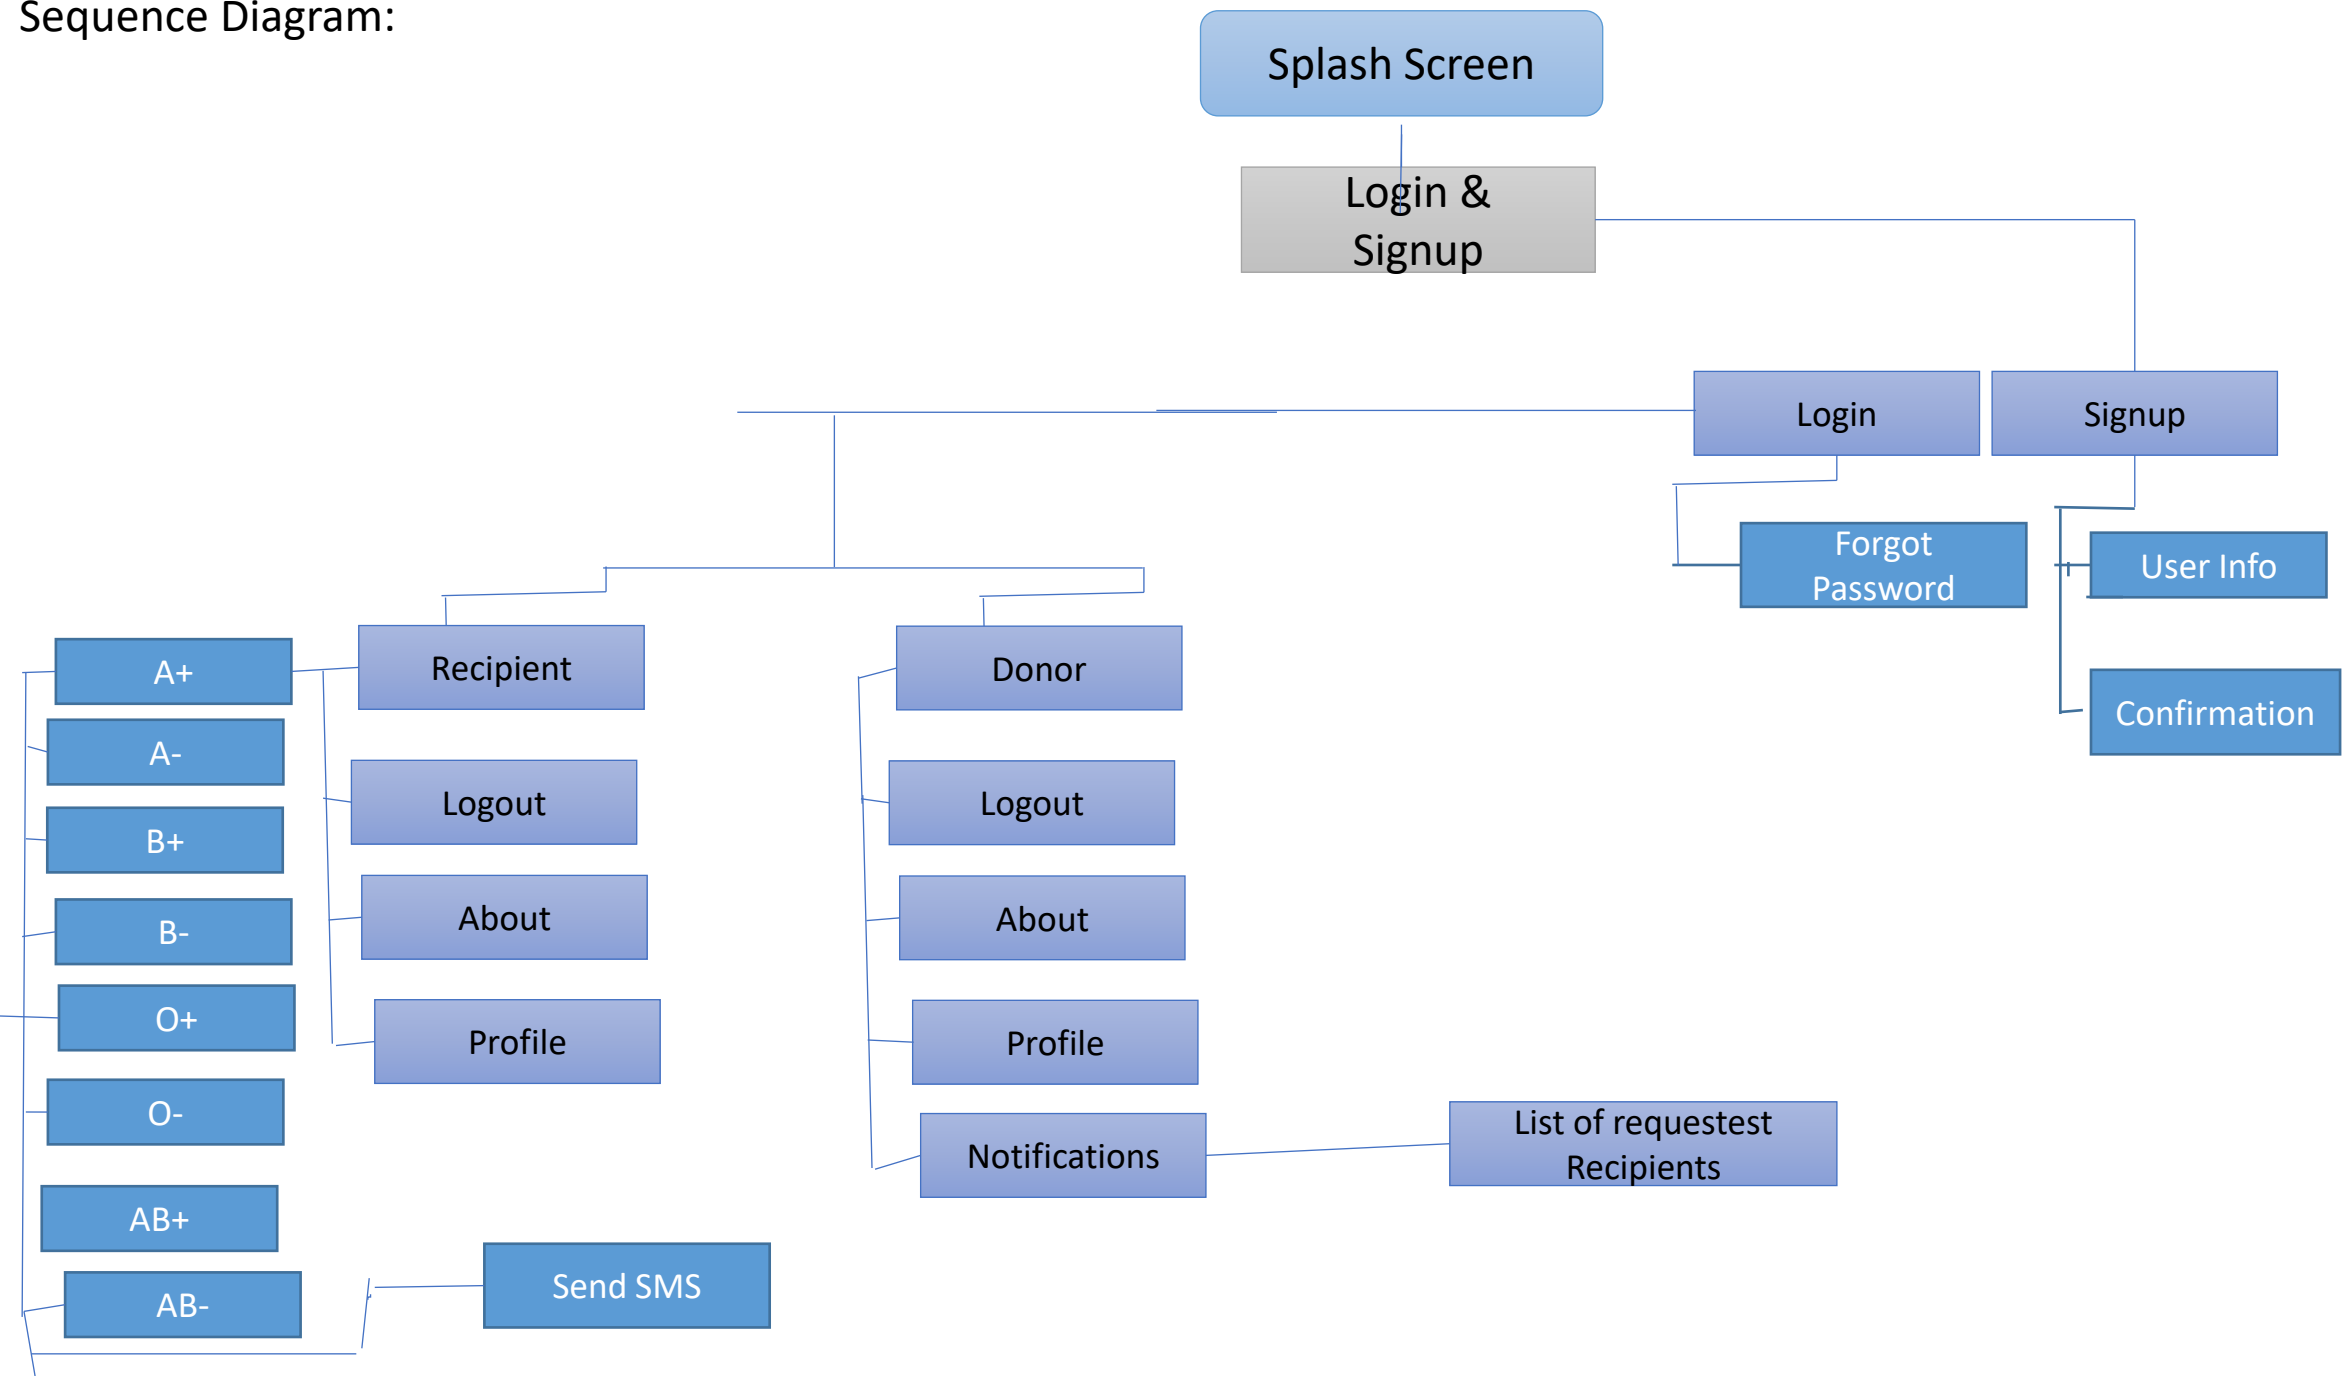 Sequence Diagram:
Splash Screen
Login &
Signup
Login
Signup
Forgot
Password
User Info
Confirmation
Recipient
Logout
About
Profile
Donor
Logout
About
Profile
Notifications
List of requestest
Recipients
A+
A-
B+
B-
O+
O-
AB+
AB-
Send SMS